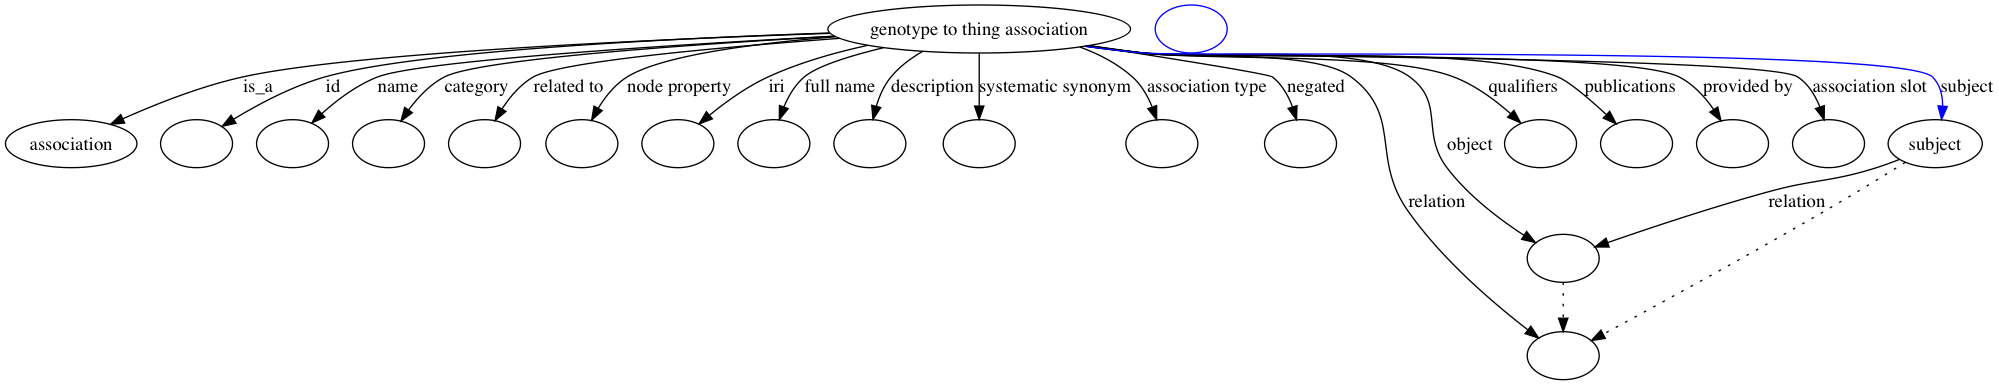 genotype to thing association
is_a
id
name
category
related to
node property
iri
full name
description
systematic synonym
association type
negated
qualifiers
publications
provided by
association slot
subject
association
object
subject
relation
relation